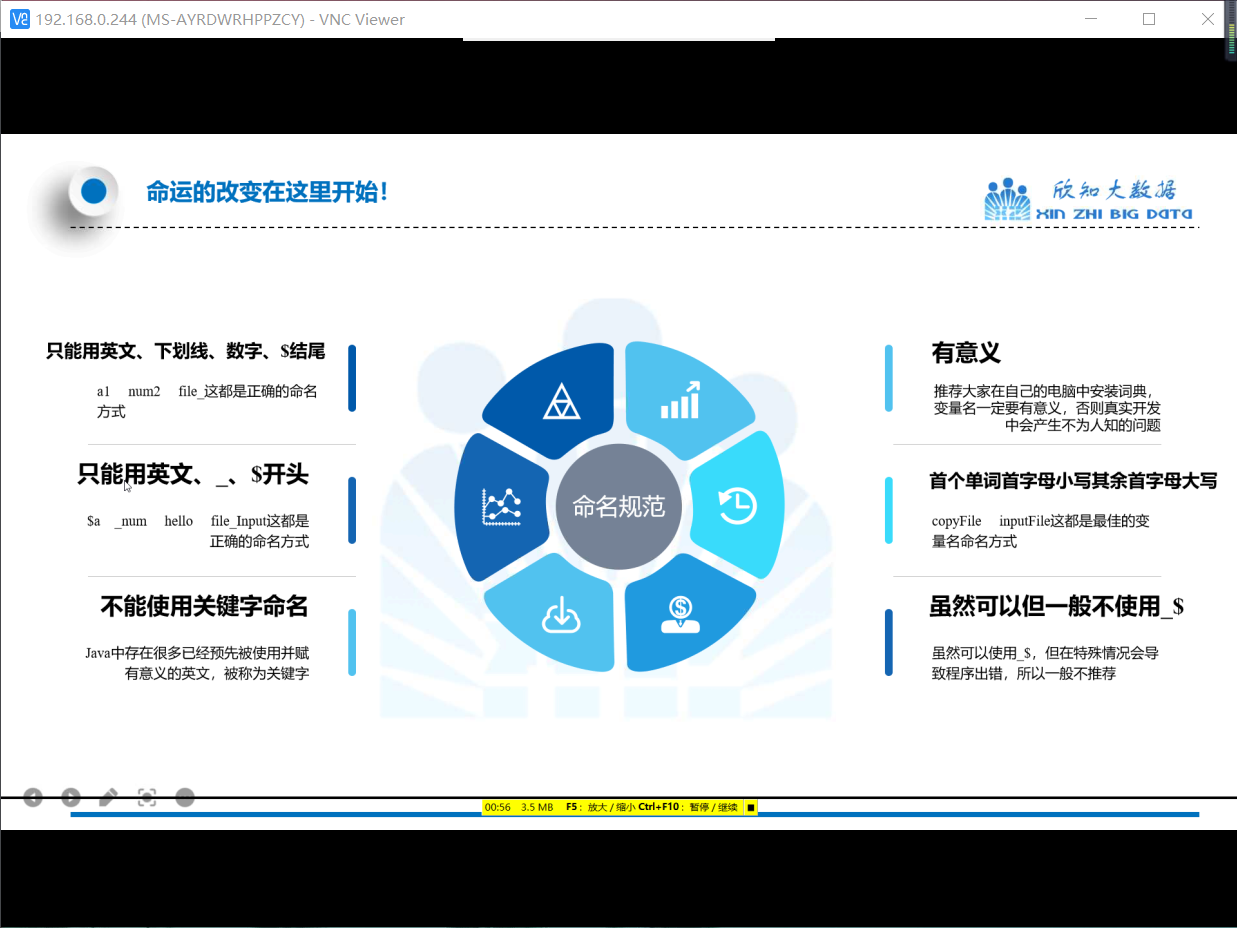 192.168.0.244 (MS-AYRDWRHPPZCY) - VNC Viewer
命运的改变在这里开始!
欣知大数据
XIN ZHI BIG DATA
只能用英文、下划线、数字、$结尾
a1 num2 file_这都是正确的命名
方式
只能用英文、_、$开头
$a _num hello file_Input这都是
正确的命名方式
不能使用关键字命名
Java中存在很多已经预先被使用并赋
有意义的英文，被称为关键字
命名规范
有意义
推荐大家在自己的电脑中安装词典，
变量名一定要有意义，否则真实开发
中会产生不为人知的问题
首个单词首字母小写其余首字母大写
copyFile inputFile这都是最佳的变
量名命名方式
虽然可以但一般不使用_$
虽然可以使用_$，但在特殊情况会导
致程序出错，所以一般不推荐
00:56 3.5 MB F5：放大 / 缩小 Ctrl+F10：暂停 / 继续